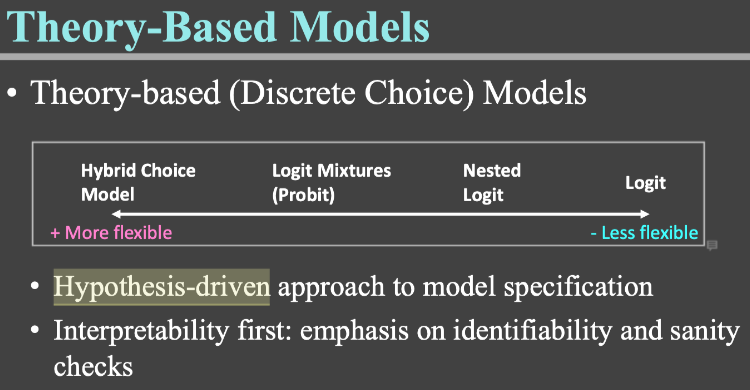 Theory-Based Models
• Theory-based (Discrete Choice) Models
Hybrid Choice
Model
Logit Mixtures
(Probit)
Nested
Logit
Logit
+ More flexible
- Less flexible
• Hypothesis-driven approach to model specification
• Interpretability first: emphasis on identifiability and sanity
checks